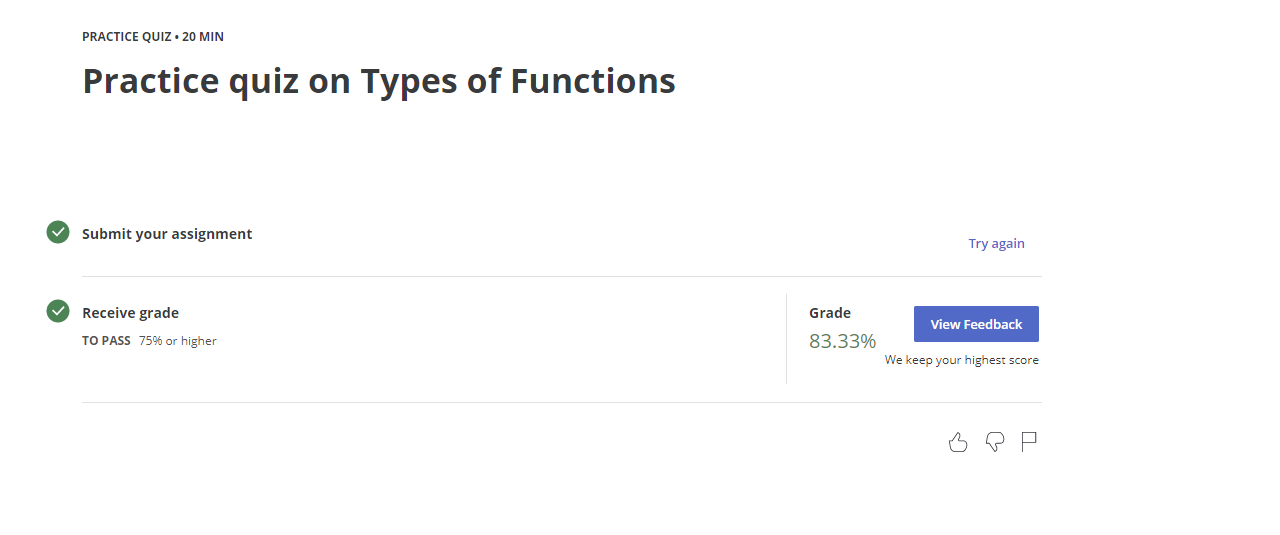 PRACTICE QUIZ • 20 MIN
Practice quiz on Types of Functions
Submit your assignment
Try again
Receive grade
TO PASS 75% or higher
Grade
83.33%
View Feedback
We keep your highest score